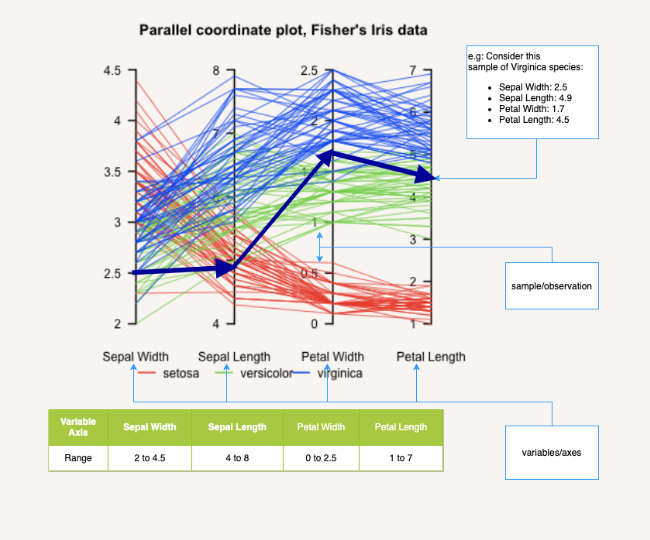 Parallel coordinate plot, Fisher's Iris data
e.g: Consider this
sample of Virginica species:
• Sepal Width: 2.5
• Sepal Length: 4.9
• Petal Width: 1.7
• Petal Length: 4.5
4.5 8 2.5 7
4 2 6
7
3.5 5
4
3 1
3
2.5 0.5
2
2 4 0 1
sample/observation
Sepal Width Sepal Length Petal Width Petal Length
setosa versicolor virginica
Variable Axis Sepal Width Sepal Length Petal Width Petal Length
Range 2 to 4.5 4 to 8 0 to 2.5 1 to 7
variables/axes